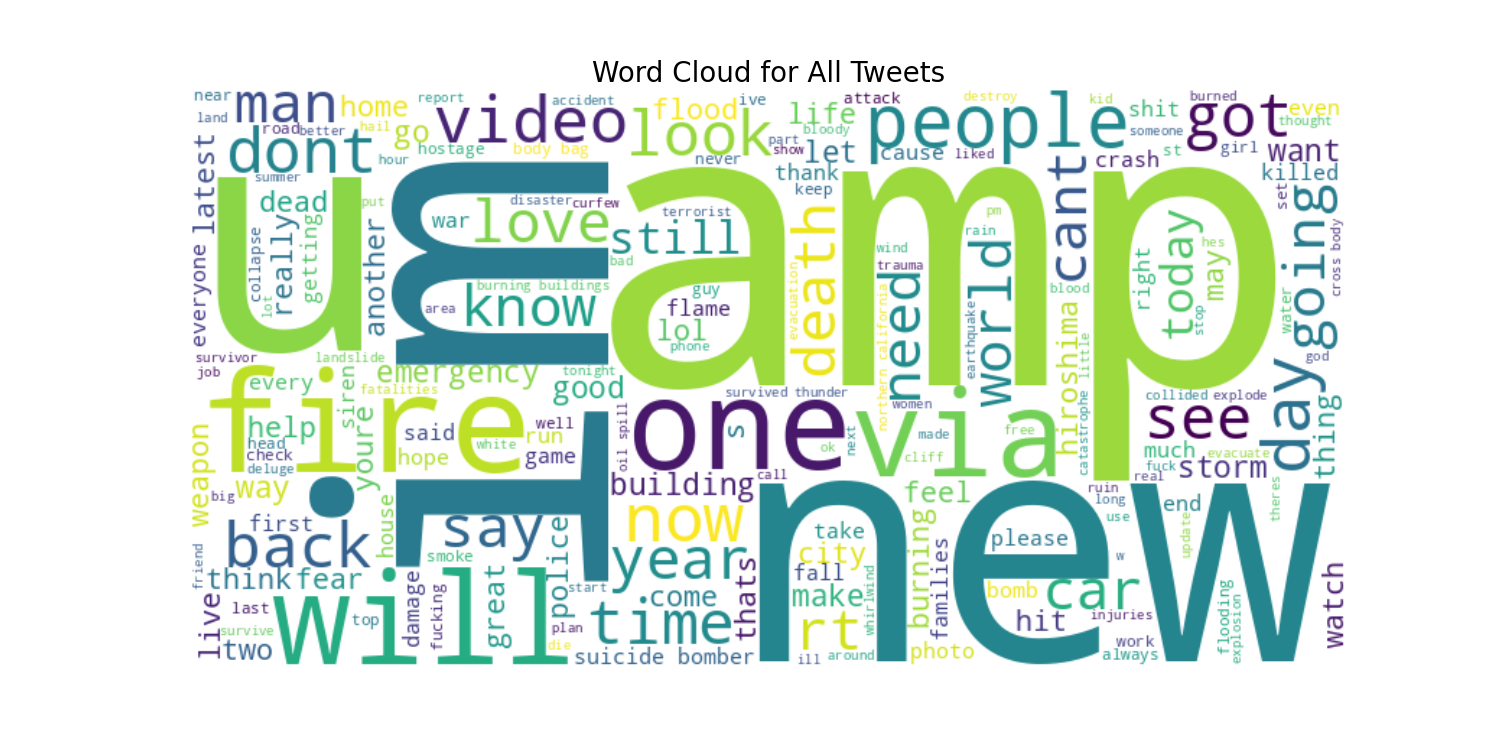 Word Cloud for All Tweets
near
man
home
report
video
accident
ive
flood
look
life
attack
people
destroy
kid
shit
burned
got
even
thought
land
road
better
hail
go
dont
hour
hostage
body bag
never
part
show
bloody
let
cause
liked
someone
crash
st
girl
want
killed
latest
summer
u
dead
put
im
war
disaster
curfew
love
still
terrorist
thank
keep
amp
death
pm
rain
cant
today
hes
set
going
cross body
everyone
collapse
really
getting
lot
another
area
burning buildings
know
bad
guy
flame
lol
phone
evacuation
wind
trauma
need
northern california
earthquake
world
blood
right
may
stop
water
god
survivor
job
landslide
fire
every
siren
emergency
fatalities
tonight
good
survived
thunder
women
hiroshima
little
catastrophe
collided
explode
see
day
thing
weapon
help
head
check
deluge
youre
said
hope
white
well
run
game
oil spill
one
s
ok
next
via
made
cliff
free
much
fuck
evacuate
storm
real
big
way
first
back
house
say
smoke
building
call
now
year
new
feel
ruin
long
use
end
update
theres
friend
think
fear
live
last
survive
two
will
top
damage
fucking
great
police
start
plan
die
time
come
thats
suicide bomber
take
city
fall
make
rt
whirlwind
ill
around
burning
families
photo
please
w
bomb
car
hit
injuries
work
always
flooding
explosion
watch